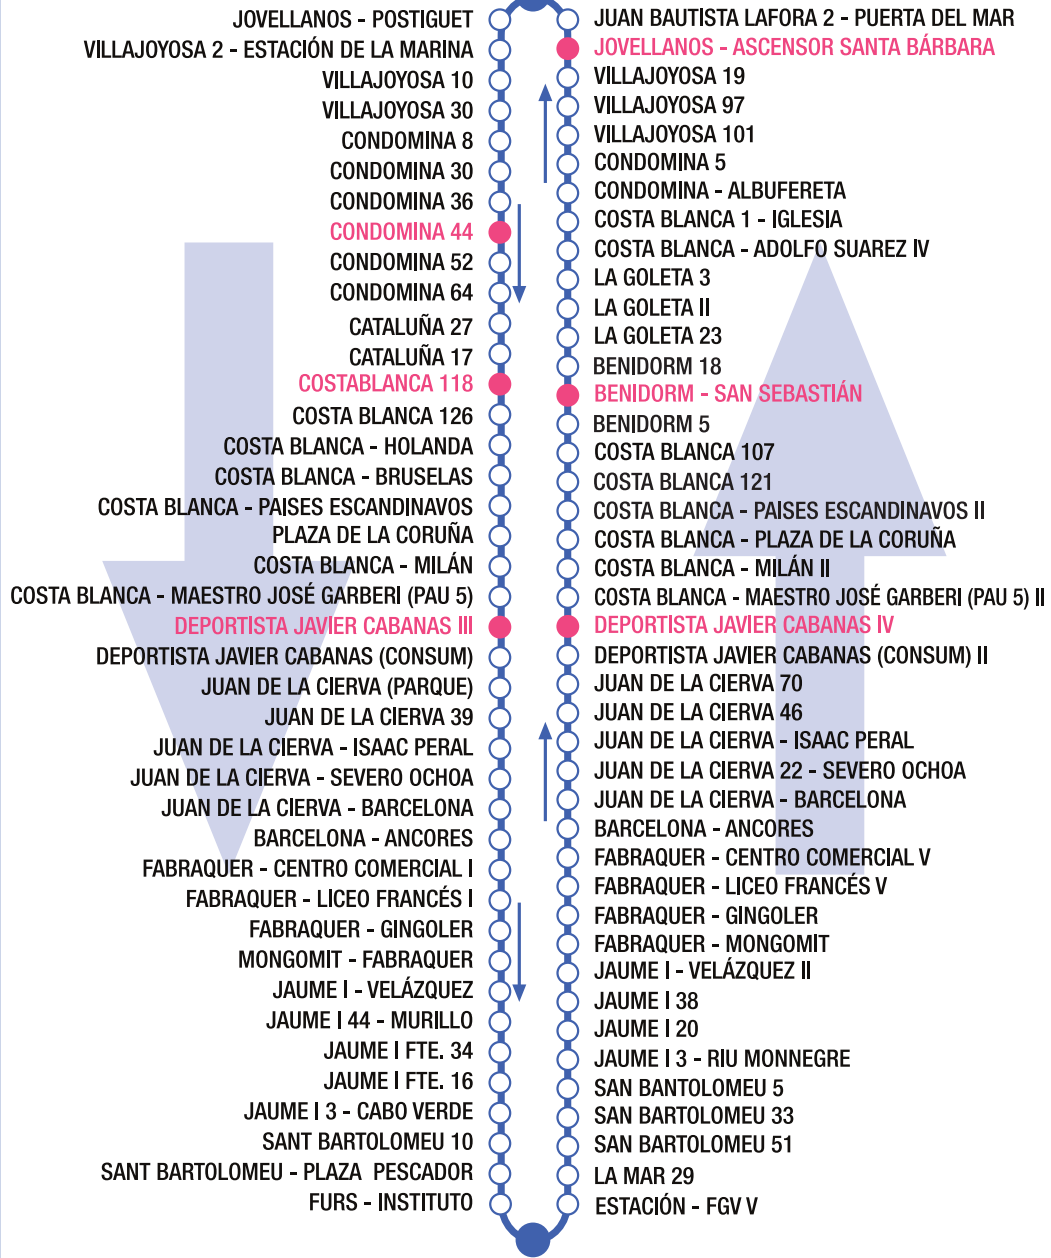 JOVELLANOS - POSTIGUET
VILLAJOYOSA 2 - ESTACIÓN DE LA MARINA
VILLAJOYOSA 10
VILLAJOYOSA 30
CONDOMINA 8
CONDOMINA 30
CONDOMINA 36
CONDOMINA 44
CONDOMINA 52
CONDOMINA 64
CATALUÑA 27
CATALUÑA 17
COSTABLANCA 118
COSTA BLANCA 126
COSTA BLANCA - HOLANDA
COSTA BLANCA - BRUSELAS
COSTA BLANCA - PAISES ESCANDINAVOS
PLAZA DE LA CORUÑA
COSTA BLANCA - MILÁN
COSTA BLANCA - MAESTRO JOSÉ GARBERI (PAU 5)
DEPORTISTA JAVIER CABANAS III
DEPORTISTA JAVIER CABANAS (CONSUM)
JUAN DE LA CIERVA (PARQUE)
JUAN DE LA CIERVA 39
JUAN DE LA CIERVA - ISAAC PERAL
JUAN DE LA CIERVA - SEVERO OCHOA
JUAN DE LA CIERVA - BARCELONA
BARCELONA - ANCORES
FABRAQUER - CENTRO COMERCIAL I
FABRAQUER - LICEO FRANCÉS I
FABRAQUER - GINGOLER
MONGOMIT - FABRAQUER
JAUME I - VELÁZQUEZ
JAUME I 44 - MURILLO
JAUME I FTE. 34
JAUME I FTE. 16
JAUME I 3 - CABO VERDE
SANT BARTOLOMEU 10
SANT BARTOLOMEU - PLAZA PESCADOR
FURS - INSTITUTO
JUAN BAUTISTA LAFORA 2 - PUERTA DEL MAR
JOVELLANOS - ASCENSOR SANTA BÁRBARA
VILLAJOYOSA 19
VILLAJOYOSA 97
VILLAJOYOSA 101
CONDOMINA 5
CONDOMINA - ALBUFERETA
COSTA BLANCA 1 - IGLESIA
COSTA BLANCA - ADOLFO SUAREZ IV
LA GOLETA 3
LA GOLETA II
LA GOLETA 23
BENIDORM 18
BENIDORM - SAN SEBASTIÁN
BENIDORM 5
COSTA BLANCA 107
COSTA BLANCA 121
COSTA BLANCA - PAISES ESCANDINAVOS II
COSTA BLANCA - PLAZA DE LA CORUÑA
COSTA BLANCA - MILÁN II
COSTA BLANCA - MAESTRO JOSÉ GARBERI (PAU 5) II
DEPORTISTA JAVIER CABANAS IV
DEPORTISTA JAVIER CABANAS (CONSUM) II
JUAN DE LA CIERVA 70
JUAN DE LA CIERVA 46
JUAN DE LA CIERVA - ISAAC PERAL
JUAN DE LA CIERVA 22 - SEVERO OCHOA
JUAN DE LA CIERVA - BARCELONA
BARCELONA - ANCORES
FABRAQUER - CENTRO COMERCIAL V
FABRAQUER - LICEO FRANCÉS V
FABRAQUER - GINGOLER
FABRAQUER - MONGOMIT
JAUME I - VELÁZQUEZ II
JAUME I 38
JAUME I 20
JAUME I 3 - RIU MONNEGRE
SAN BANTOLOMEU 5
SAN BARTOLOMEU 33
SAN BARTOLOMEU 51
LA MAR 29
ESTACIÓN - FGV V